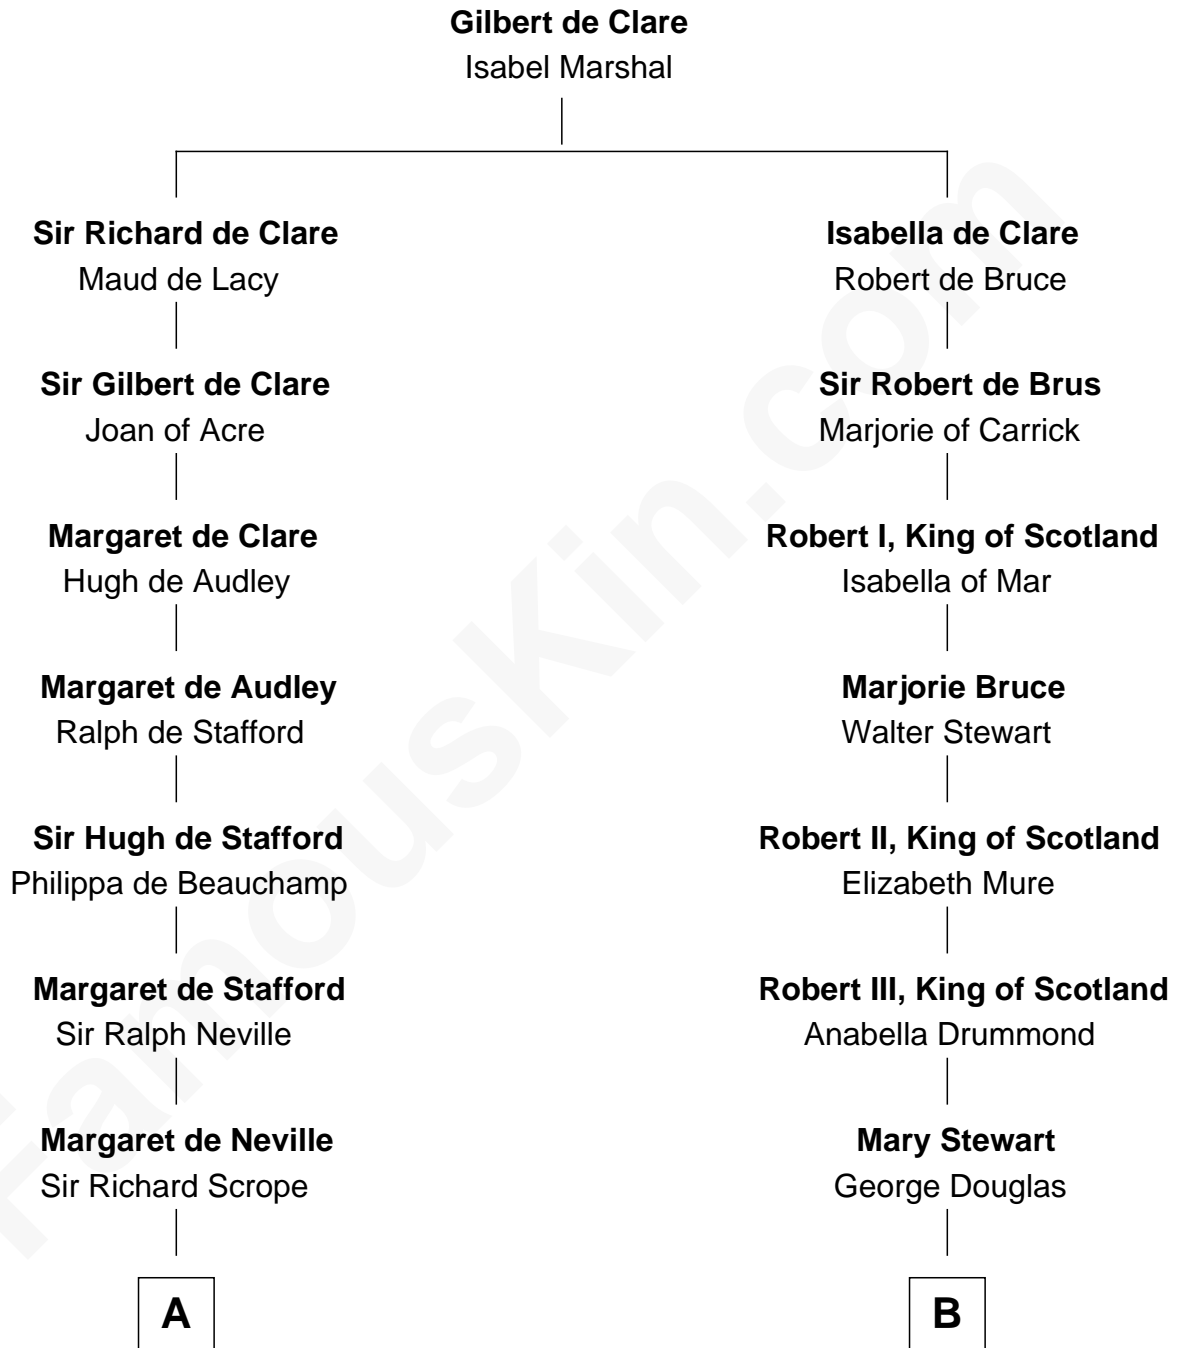 Gilbert de Clare
Isabel Marshal
Sir Richard de Clare
Maud de Lacy
Isabella de Clare
Robert de Bruce
Sir Gilbert de Clare
Joan of Acre
Sir Robert de Brus
Marjorie of Carrick
Margaret de Clare
Hugh de Audley
Robert I, King of Scotland
Isabella of Mar
Margaret de Audley
Ralph de Stafford
Marjorie Bruce
Walter Stewart
Sir Hugh de Stafford
Philippa de Beauchamp
Robert II, King of Scotland
Elizabeth Mure
Margaret de Stafford
Sir Ralph Neville
Robert III, King of Scotland
Anabella Drummond
Margaret de Neville
Sir Richard Scrope
Mary Stewart
George Douglas
A
B
FamousKin.com